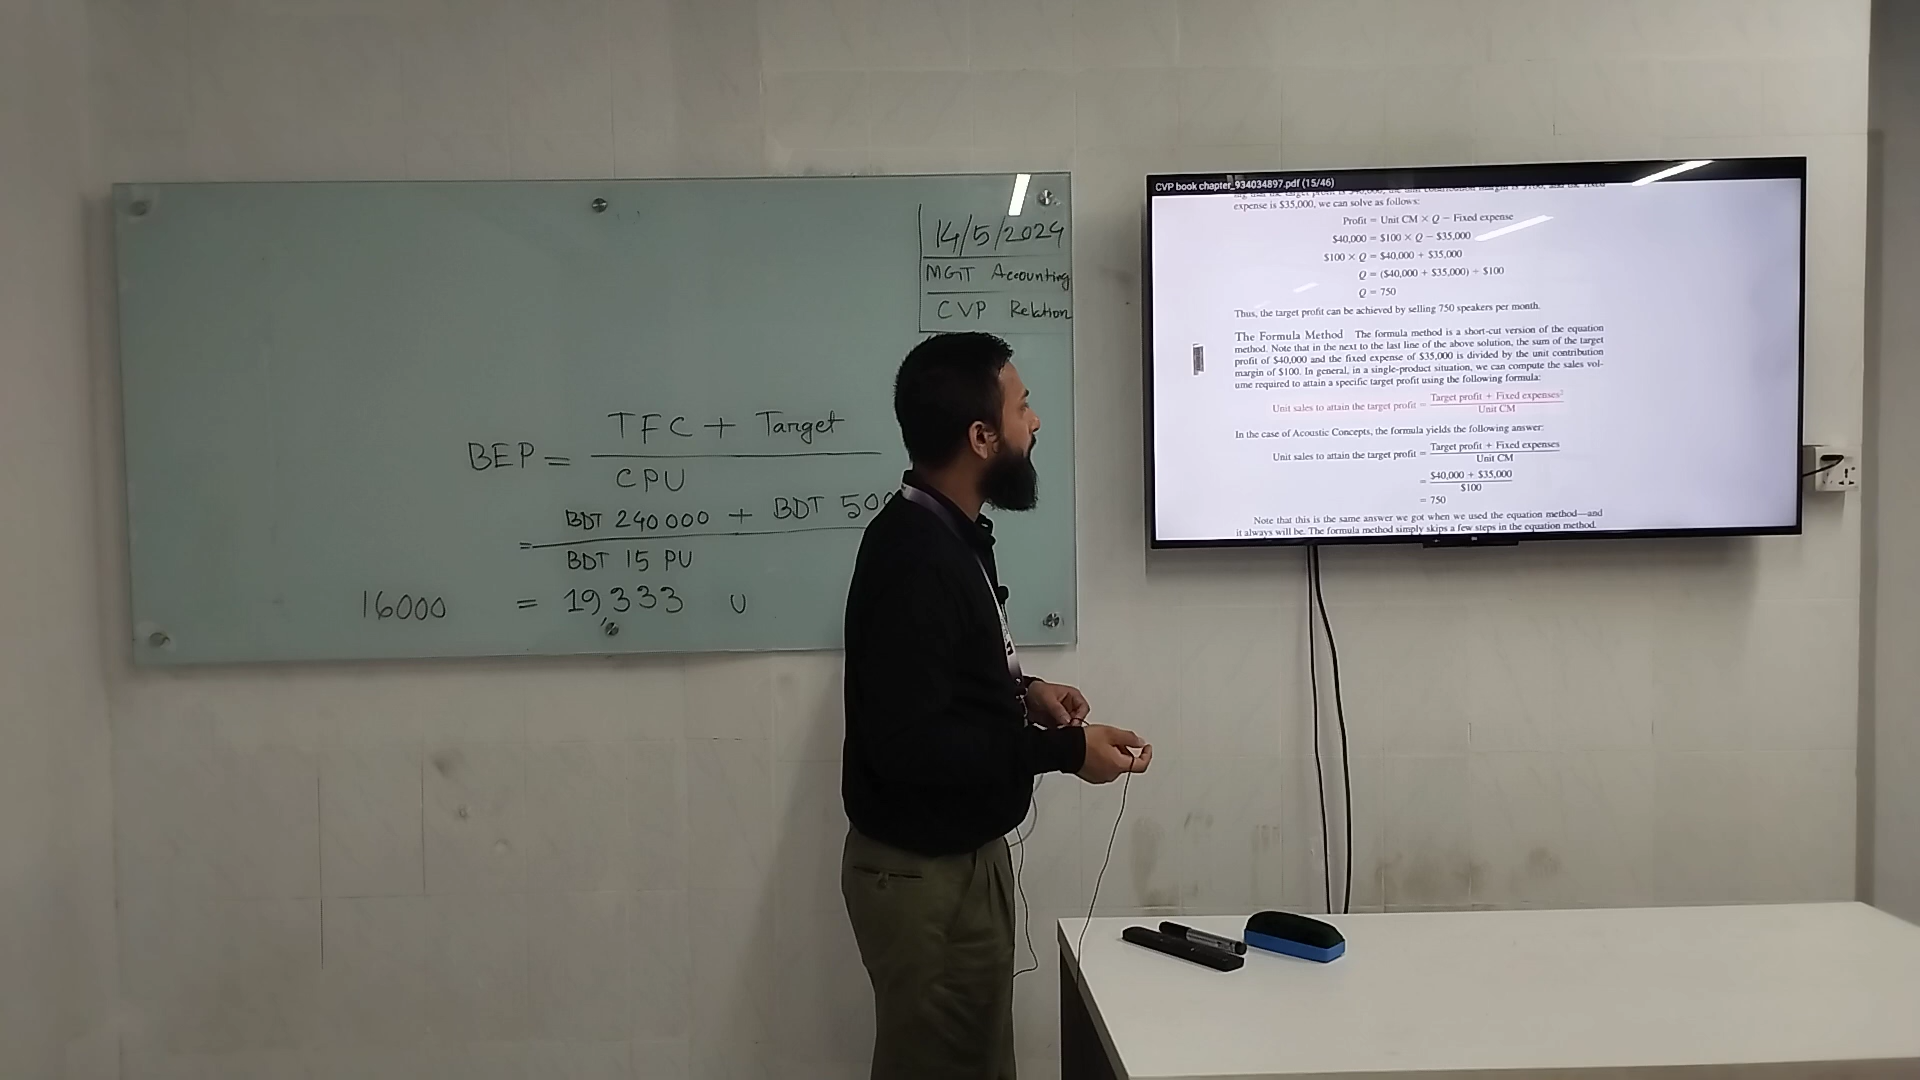 14/5/2024
MGT Accounting
CVP Relation
BEP = TFC + Target
CPU
= BDT 240000 + BDT 500
BDT 15 PU
16000 = 19,333 U
CVP book chapter_934034897.pdf (15/46)
expense is $35,000, we can solve as follows:
Profit = Unit CM × Q − Fixed expense
$40,000 = $100 × Q − $35,000
$100 × Q = $40,000 + $35,000
Q = ($40,000 + $35,000) ÷ $100
Q = 750
Thus, the target profit can be achieved by selling 750 speakers per month.
The Formula Method The formula method is a short-cut version of the equation
method. Note that in the next to the last line of the above solution, the sum of the target
profit of $40,000 and the fixed expense of $35,000 is divided by the unit contribution
margin of $100. In general, in a single-product situation, we can compute the sales vol-
ume required to attain a specific target profit using the following formula:
Unit sales to attain the target profit = Target profit + Fixed expenses²
Unit CM
In the case of Acoustic Concepts, the formula yields the following answer:
Unit sales to attain the target profit = Target profit + Fixed expenses
Unit CM
= $40,000 + $35,000
$100
= 750
Note that this is the same answer we got when we used the equation method—and
it always will be. The formula method simply skips a few steps in the equation method.